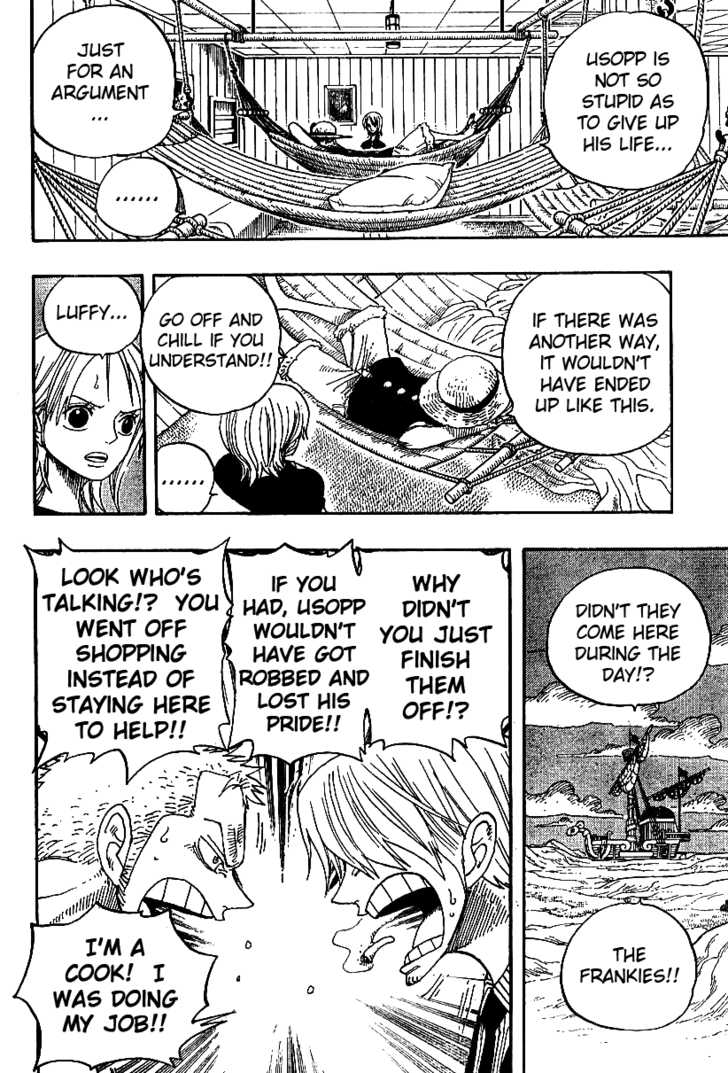 USOPP IS
NOT SO
STUPID AS
TO GIVE UP
HIS LIFE...
JUST
FOR AN
ARGUMENT
...
......
IF THERE WAS
ANOTHER WAY,
IT WOULDN'T
HAVE ENDED
UP LIKE THIS.
GO OFF AND
CHILL IF YOU
UNDERSTAND!!
......
LUFFY...
DIDN'T THEY
COME HERE
DURING THE
DAY!?
THE
FRANKIES!!
WHY
DIDN'T
YOU JUST
FINISH
THEM
OFF!?
IF YOU
HAD, USOPP
WOULDN'T
HAVE GOT
ROBBED AND
LOST HIS
PRIDE!!
LOOK WHO'S
TALKING!? YOU
WENT OFF
SHOPPING
INSTEAD OF
STAYING HERE
TO HELP!!
I'M A
COOK! I
WAS DOING
MY JOB!!